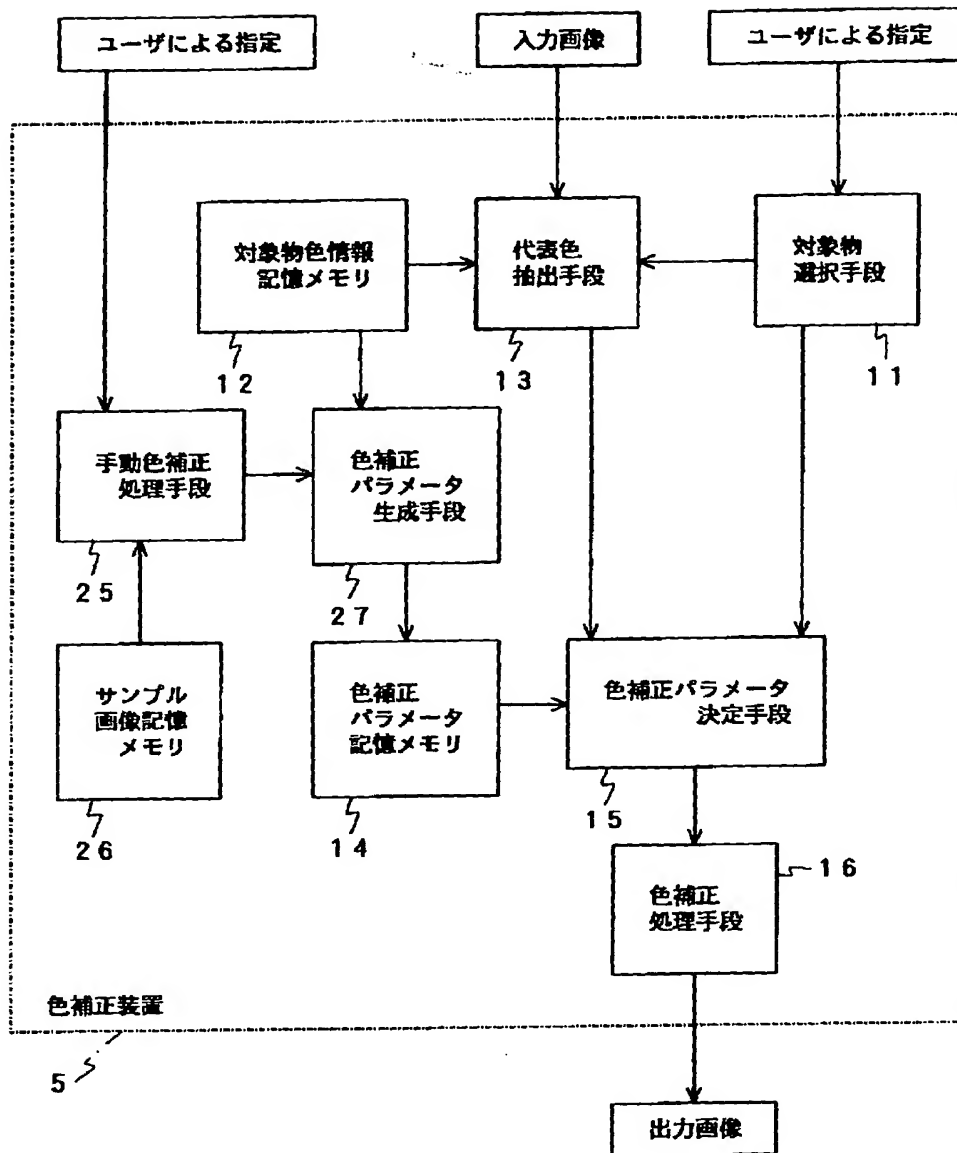 ユーザによる指定
入力画像
ユーザによる指定
対象物色情報
記憶メモリ
12
代表色
抽出手段
13
対象物
選択手段
11
手動色補正
処理手段
25
色補正
パラメータ
生成手段
27
サンプル
画像記憶
メモリ
26
色補正
パラメータ
記憶メモリ
14
色補正パラメータ
決定手段
15
色補正
処理手段
16
色補正装置
5
出力画像